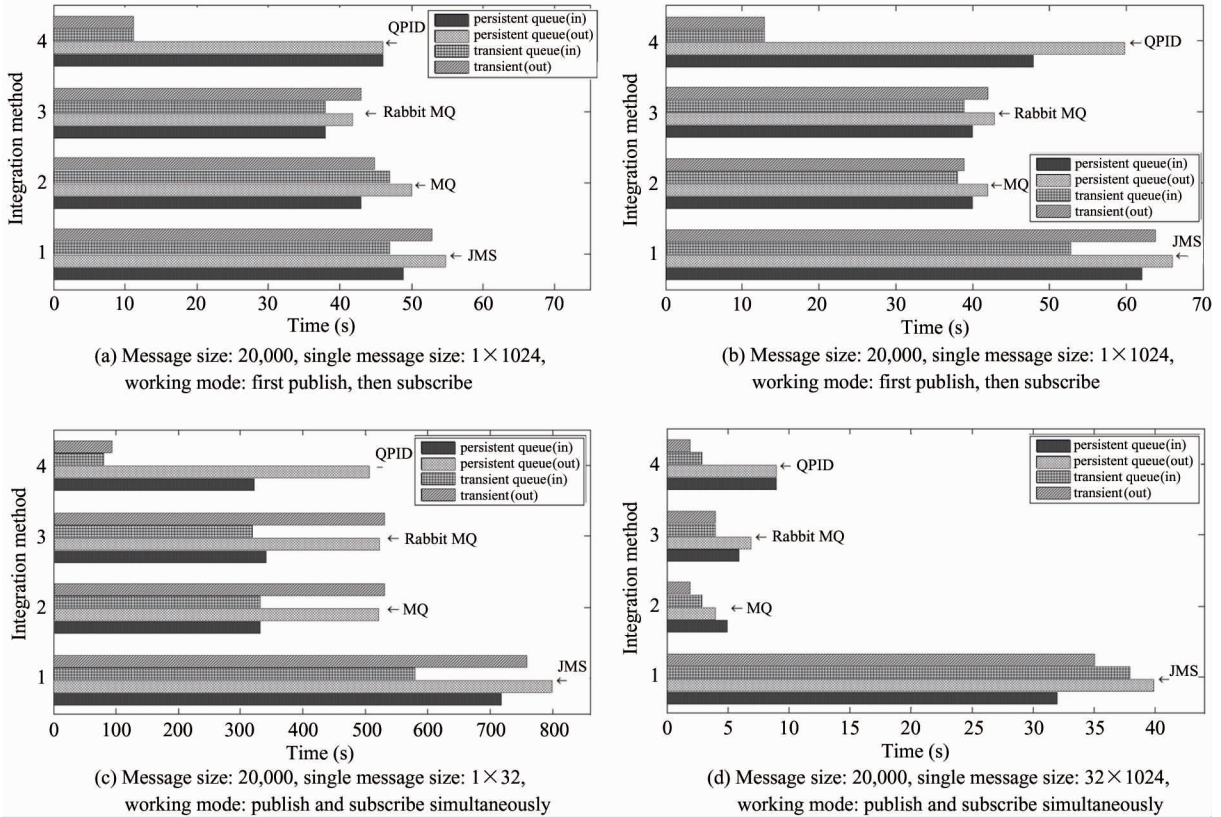 4
3
2
1
Integration method
QPID
Rabbit MQ
MQ
JMS
persistent queue(in)
persistent queue(out)
transient queue(in)
transient(out)
0 10 20 30 40 50 60 70
Time (s)
(a) Message size: 20,000, single message size: 1×1024,
working mode: first publish, then subscribe
4
3
2
1
Integration method
QPID
Rabbit MQ
MQ
JMS
persistent queue(in)
persistent queue(out)
transient queue(in)
transient(out)
0 10 20 30 40 50 60 70
Time (s)
(b) Message size: 20,000, single message size: 1×1024,
working mode: first publish, then subscribe
4
3
2
1
Integration method
QPID
Rabbit MQ
MQ
JMS
persistent queue(in)
persistent queue(out)
transient queue(in)
transient(out)
0 100 200 300 400 500 600 700 800
Time (s)
(c) Message size: 20,000, single message size: 1×32,
working mode: publish and subscribe simultaneously
4
3
2
1
Integration method
QPID
Rabbit MQ
MQ
JMS
persistent queue(in)
persistent queue(out)
transient queue(in)
transient(out)
0 5 10 15 20 25 30 35 40
Time (s)
(d) Message size: 20,000, single message size: 32×1024,
working mode: publish and subscribe simultaneously